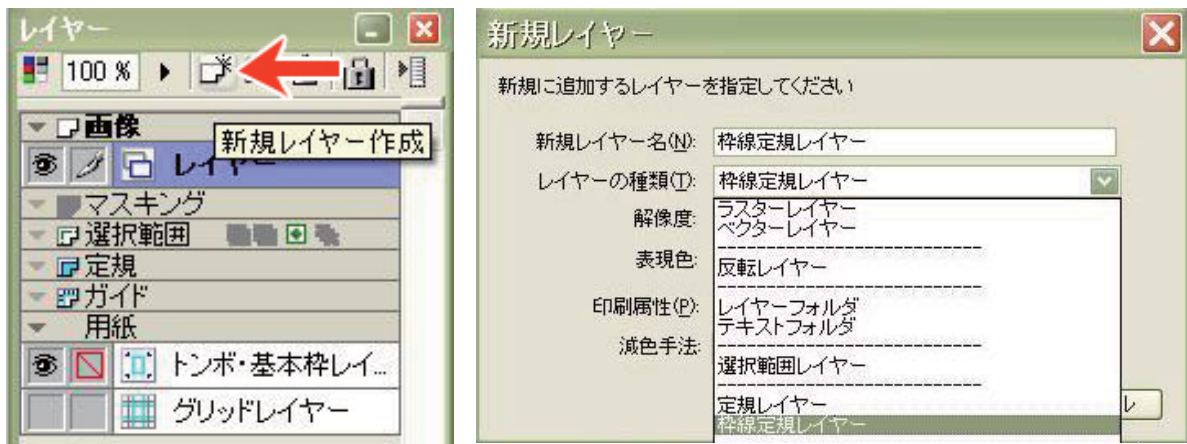 レイヤー
100 %
新規レイヤー作成
画像
レイヤー
マスキング
選択範囲
定規
ガイド
用紙
トンボ・基本枠レイ...
グリッドレイヤー
新規レイヤー
新規に追加するレイヤーを指定してください
新規レイヤー名(N): 枠線定規レイヤー
レイヤーの種類(T): 枠線定規レイヤー
解像度:
表現色:
印刷属性(P):
減色手法:
ラスターレイヤー
ベクターレイヤー
反転レイヤー
レイヤーフォルダ
テキストフォルダ
選択範囲レイヤー
定規レイヤー
枠線定規レイヤー
ル